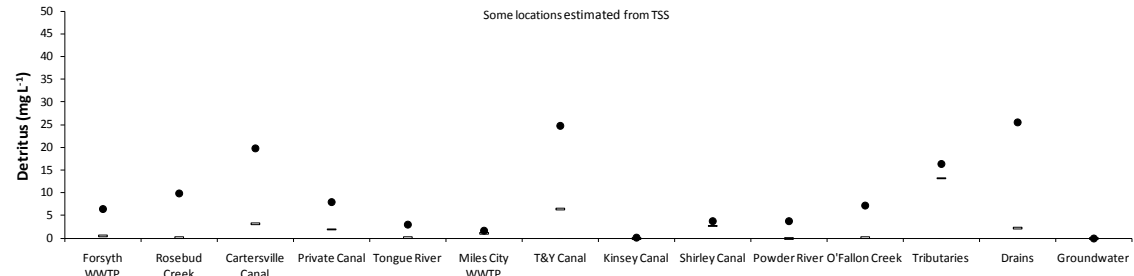 Some locations estimated from TSS
Detritus (mg L-1)
50
45
40
35
30
25
20
15
10
5
0
Forsyth WWTP
Rosebud Creek
Cartersville Canal
Private Canal
Tongue River
Miles City WWTP
T&Y Canal
Kinsey Canal
Shirley Canal
Powder River
O'Fallon Creek
Tributaries
Drains
Groundwater